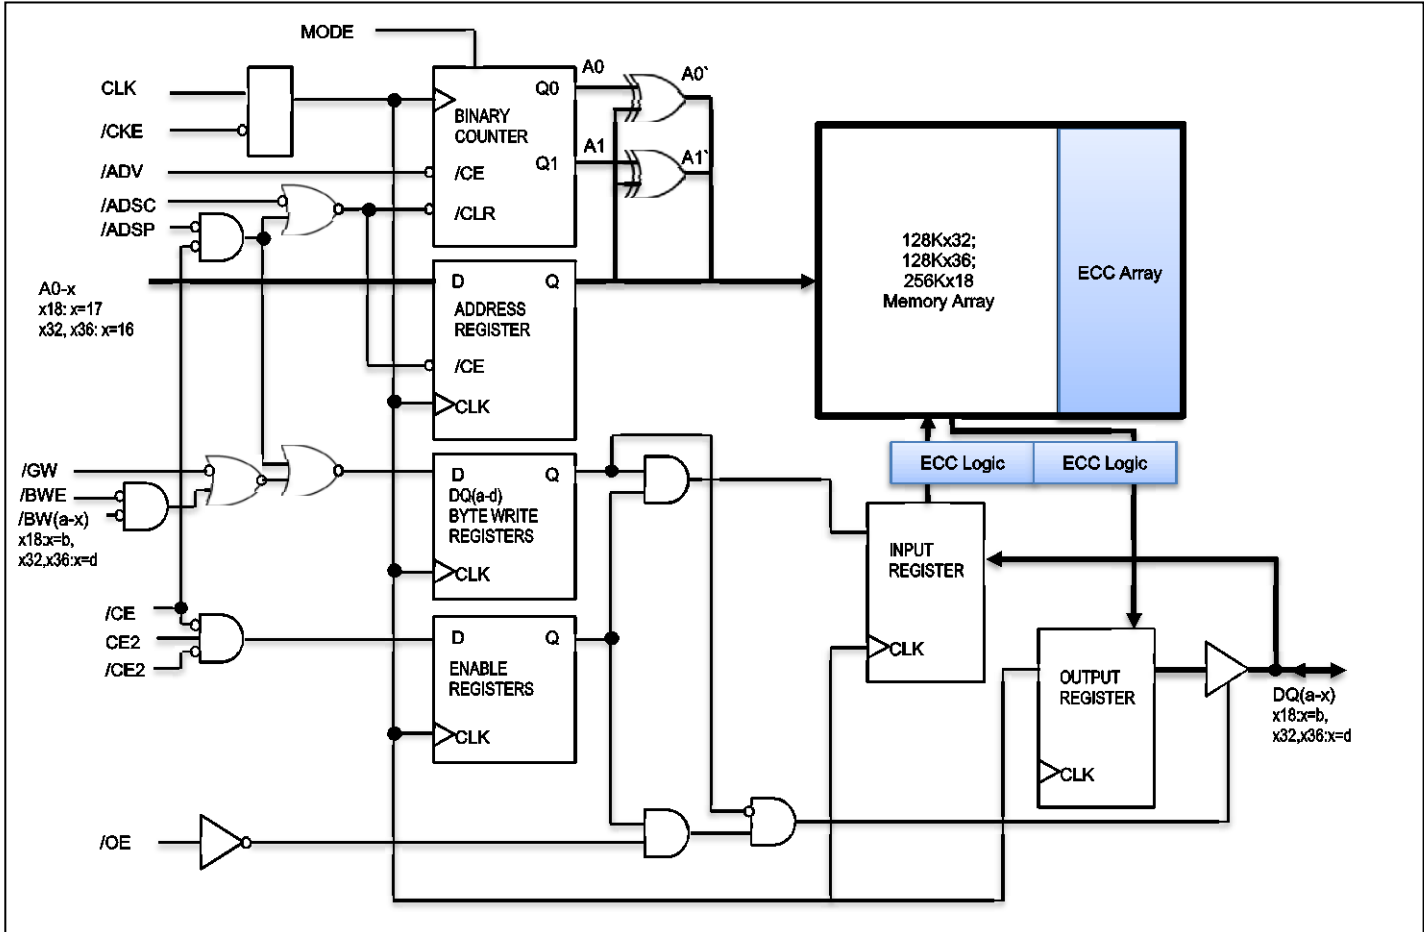 MODE
CLK
/CKE
/ADV
/ADSC
/ADSP
A0-x
x18: x=17
x32, x36: x=16
BINARY
COUNTER
Q0
Q1
/CE
/CLR
A0
A0`
A1
A1`
D
Q
ADDRESS
REGISTER
/CE
CLK
128Kx32;
128Kx36;
256Kx18
Memory Array
ECC Array
ECC Logic
ECC Logic
/GW
/BWE
/BW(a-x)
x18:x=b,
x32,x36:x=d
D
Q
DQ(a-d)
BYTE WRITE
REGISTERS
CLK
/CE
CE2
/CE2
D
Q
ENABLE
REGISTERS
CLK
INPUT
REGISTER
CLK
OUTPUT
REGISTER
CLK
DQ(a-x)
x18:x=b,
x32,x36:x=d
/OE